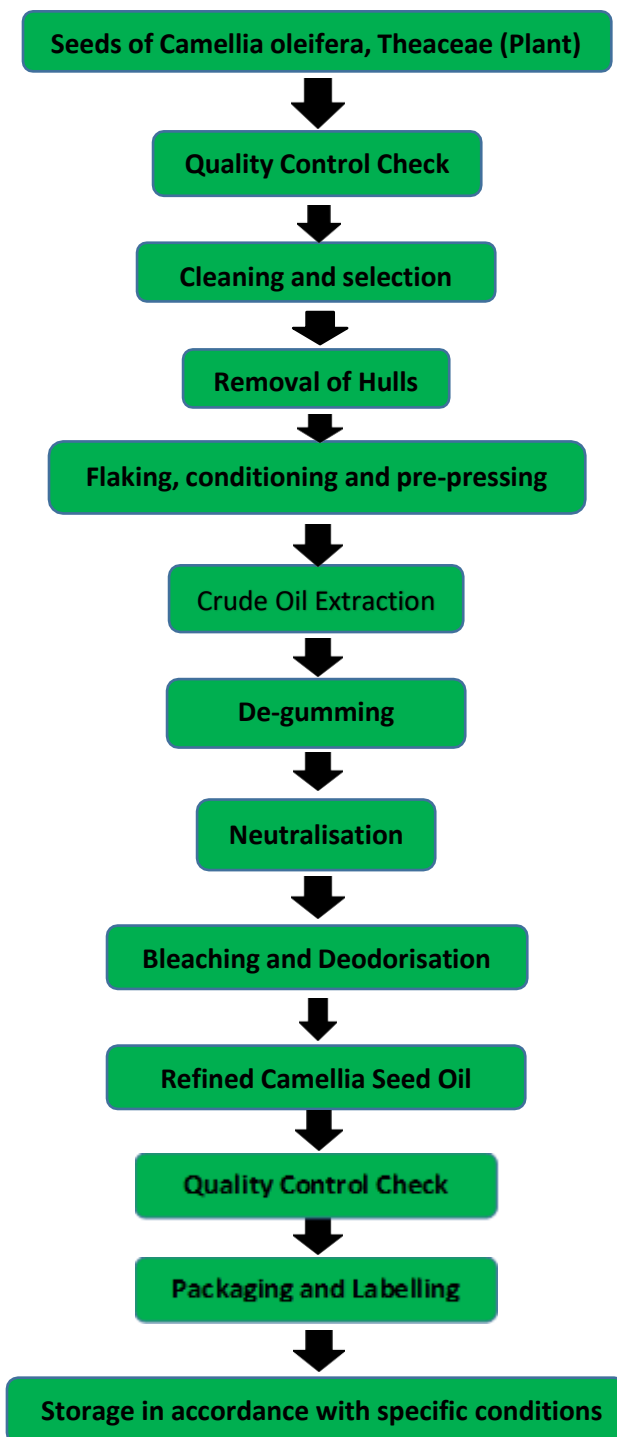 Seeds of Camellia oleifera, Theaceae (Plant)
Quality Control Check
Cleaning and selection
Removal of Hulls
Flaking, conditioning and pre-pressing
Crude Oil Extraction
De-gumming
Neutralisation
Bleaching and Deodorisation
Refined Camellia Seed Oil
Quality Control Check
Packaging and Labelling
Storage in accordance with specific conditions